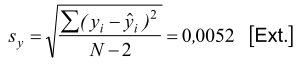 s_y = √(∑(y_i − ŷ_i)² / (N − 2)) = 0,0052 [Ext.]